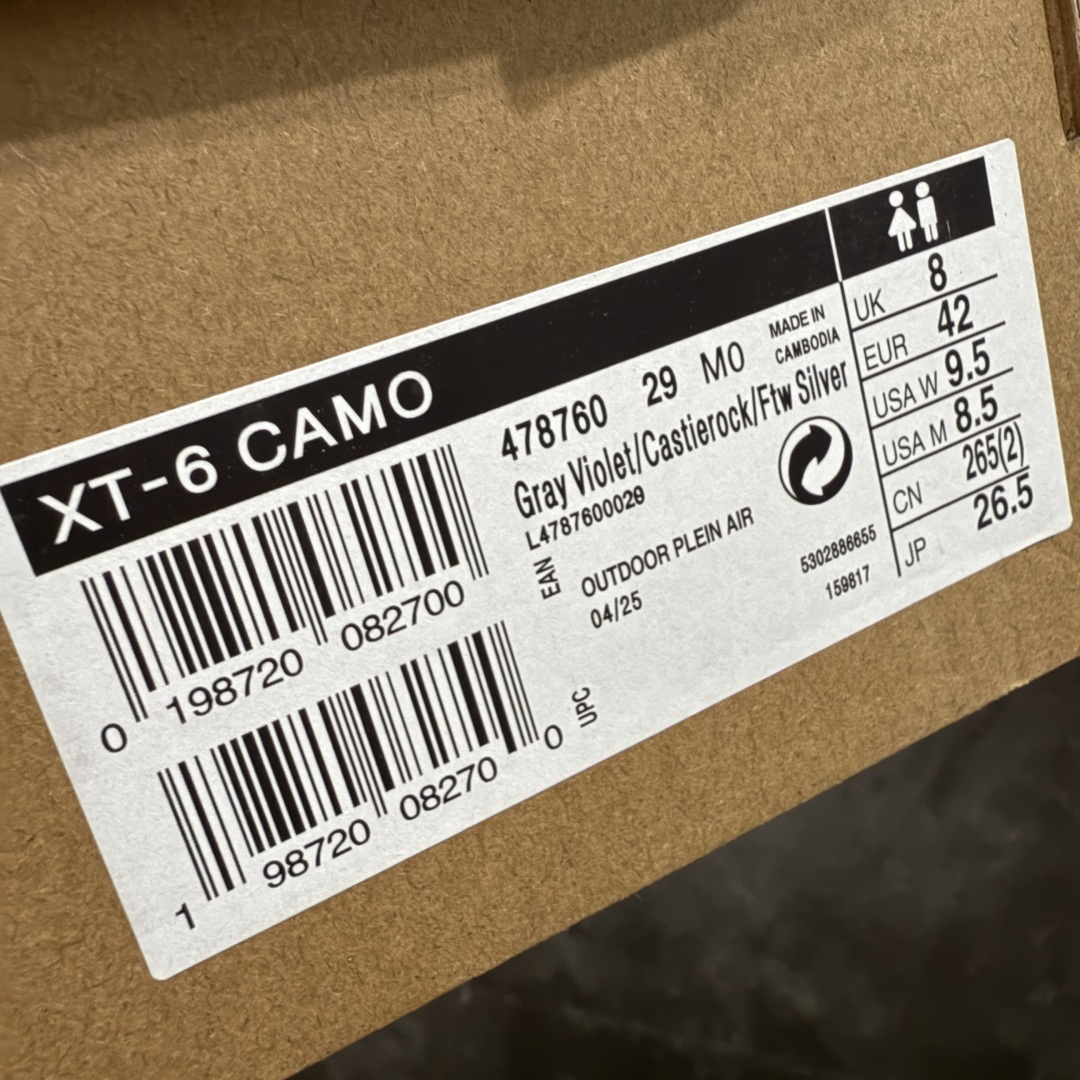 XT-6 CAMO
478760 29 M0
MADE IN
CAMBODIA
Gray Violet/Castierock/Ftw Silver
L4787600029
EAN
OUTDOOR PLEIN AIR
04/25
5302886655
159817
0 198720 082700
UPC
1 98720 08270 0
UK 8
EUR 42
USA W 9.5
USA M 8.5
CN 265(2)
JP 26.5